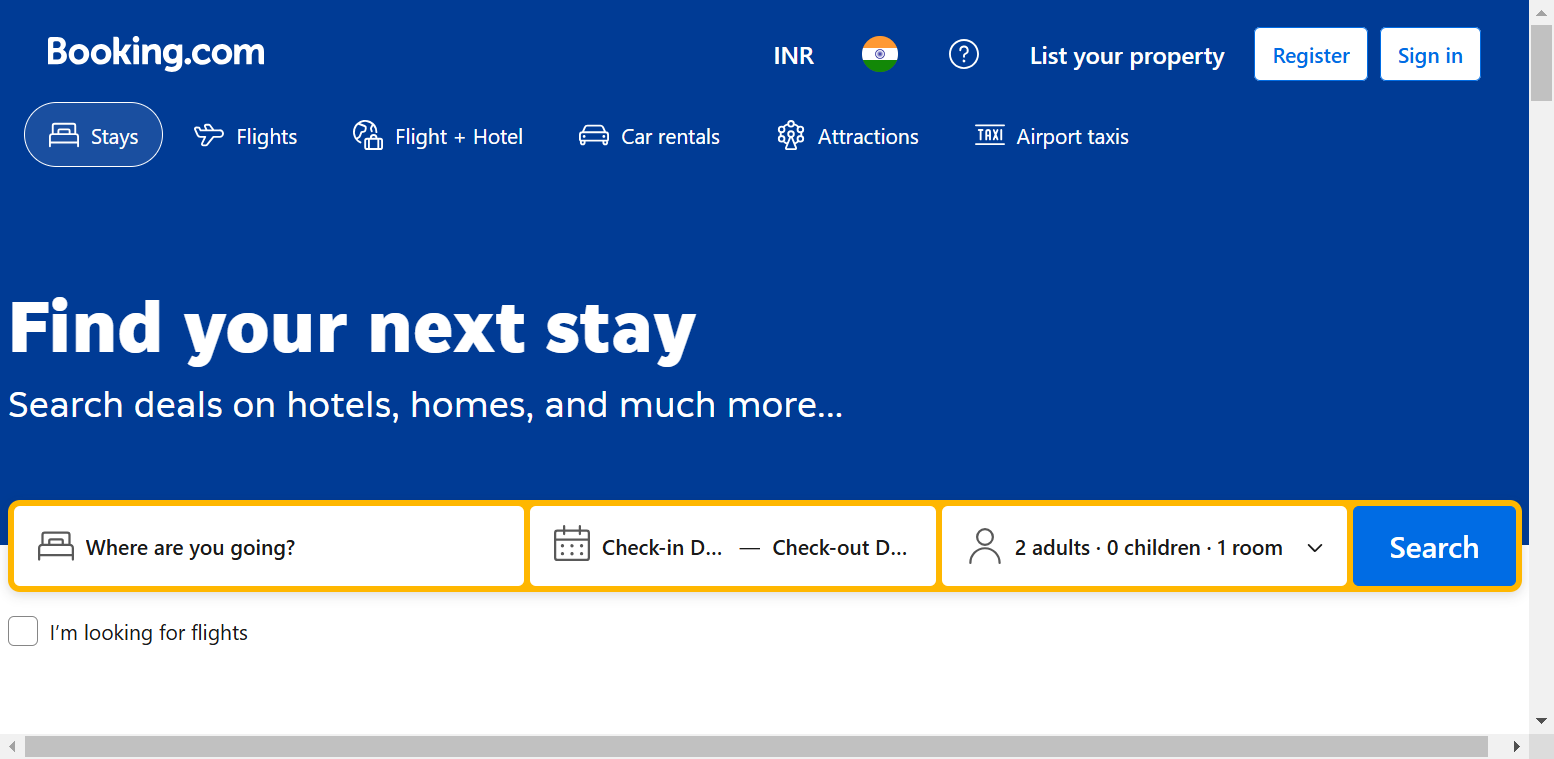 Booking.com
INR
?
List your property
Register
Sign in
Stays
Flights
Flight + Hotel
Car rentals
Attractions
TAXI
Airport taxis
Find your next stay
Search deals on hotels, homes, and much more...
Where are you going?
Check-in D... — Check-out D...
2 adults · 0 children · 1 room
Search
I'm looking for flights